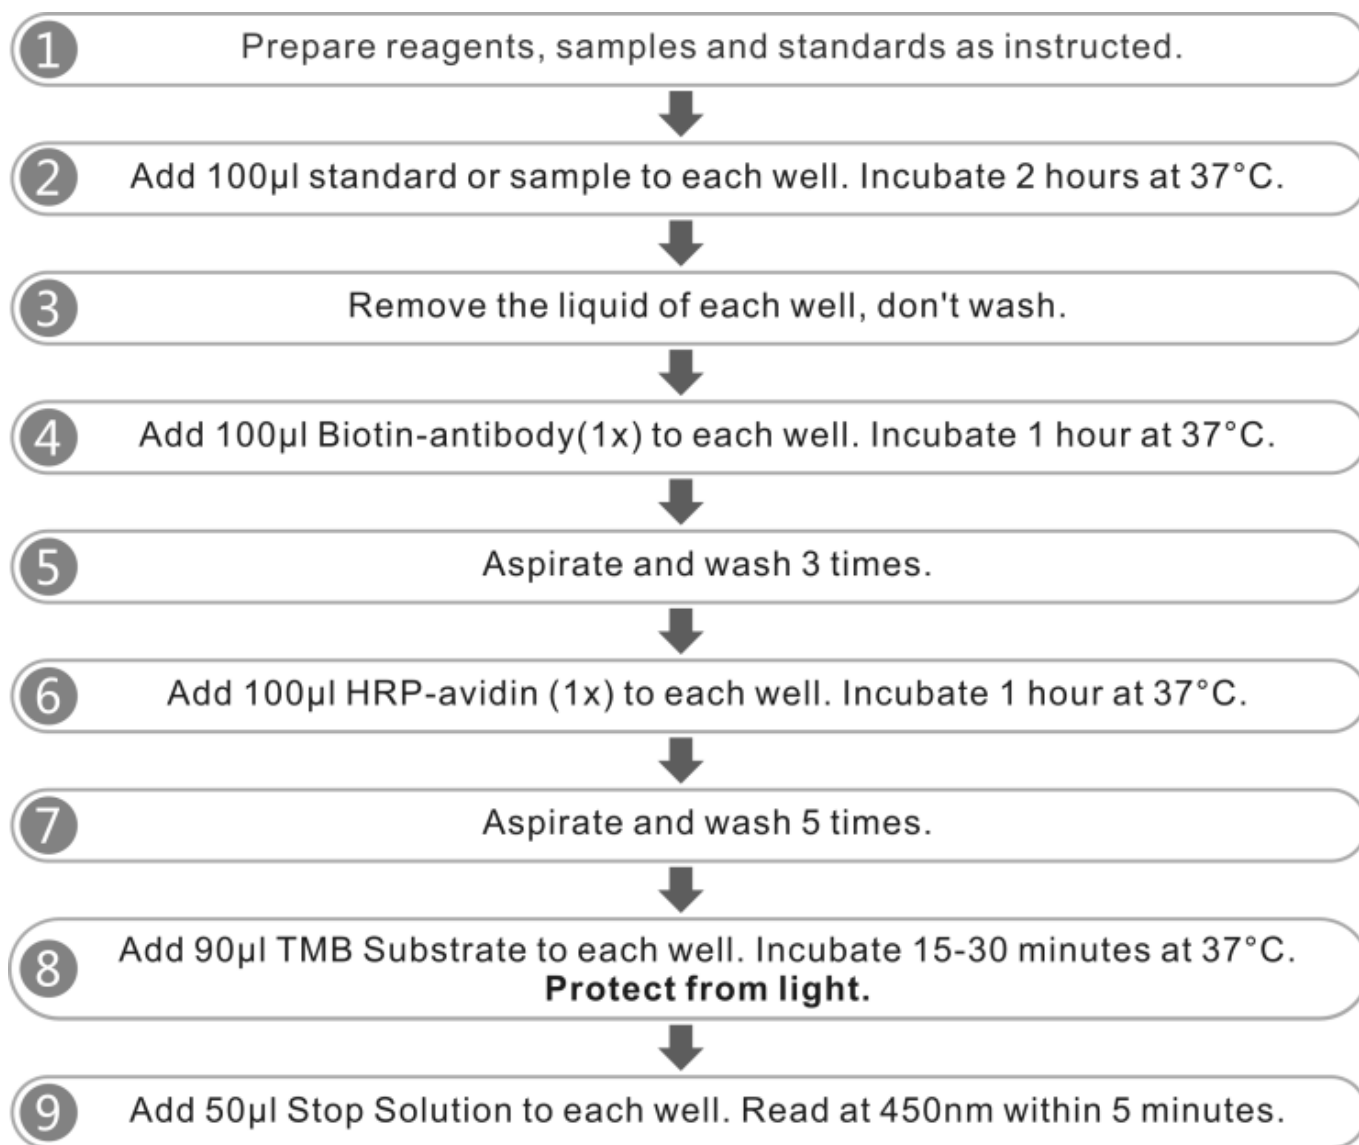 1 Prepare reagents, samples and standards as instructed.
2 Add 100µl standard or sample to each well. Incubate 2 hours at 37°C.
3 Remove the liquid of each well, don't wash.
4 Add 100µl Biotin-antibody(1x) to each well. Incubate 1 hour at 37°C.
5 Aspirate and wash 3 times.
6 Add 100µl HRP-avidin (1x) to each well. Incubate 1 hour at 37°C.
7 Aspirate and wash 5 times.
8 Add 90µl TMB Substrate to each well. Incubate 15-30 minutes at 37°C.
Protect from light.
9 Add 50µl Stop Solution to each well. Read at 450nm within 5 minutes.